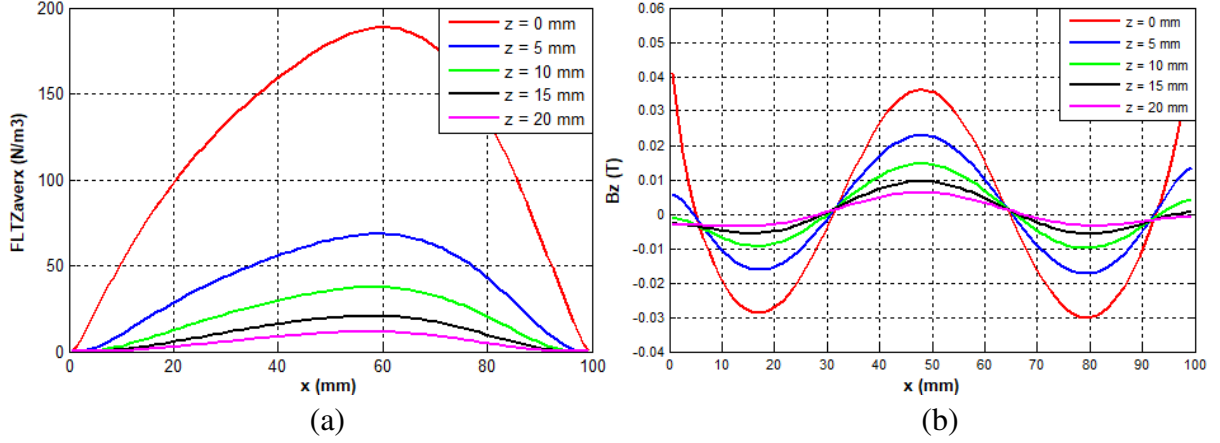 FLTZaverx (N/m3)
200
150
100
50
0
0 20 40 60 80 100
x (mm)
z = 0 mm
z = 5 mm
z = 10 mm
z = 15 mm
z = 20 mm
(a)
Bz (T)
0.06
0.05
0.04
0.03
0.02
0.01
0
-0.01
-0.02
-0.03
-0.04
0 10 20 30 40 50 60 70 80 90 100
x (mm)
z = 0 mm
z = 5 mm
z = 10 mm
z = 15 mm
z = 20 mm
(b)